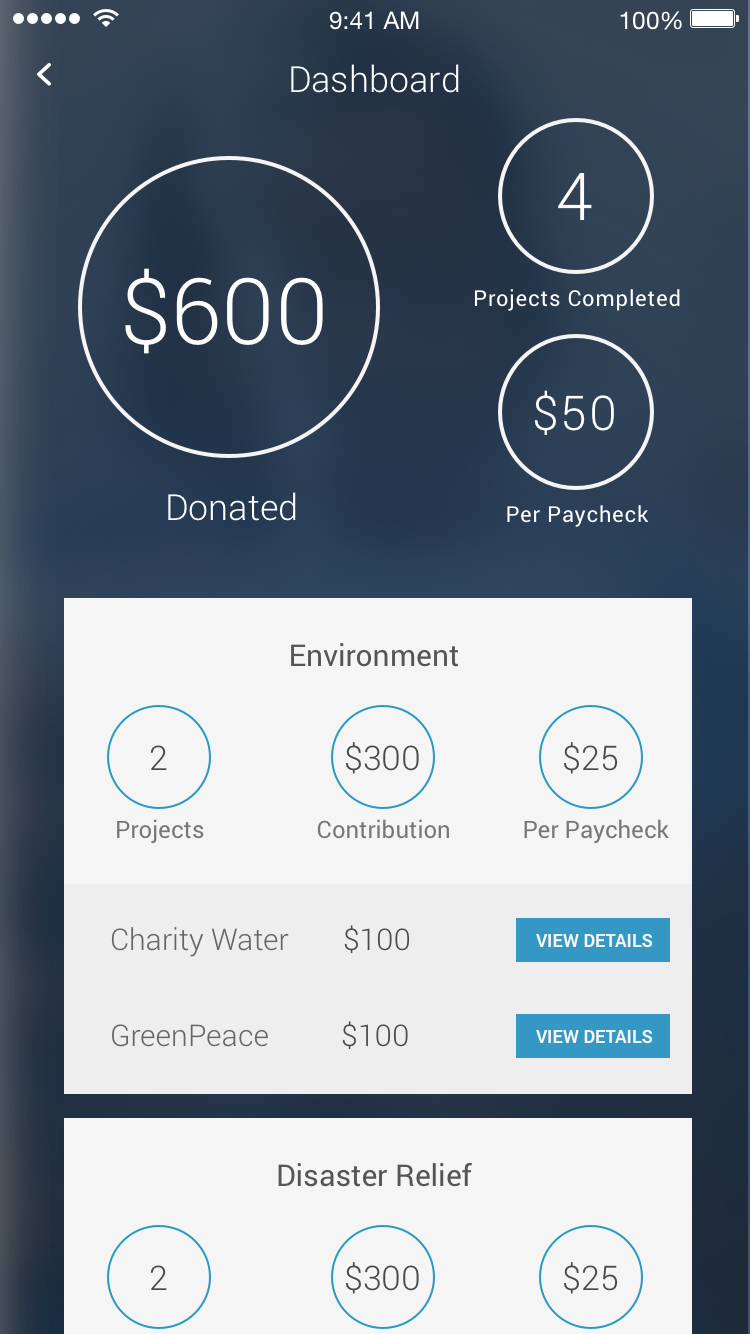 9:41 AM 100%
Dashboard
4
Projects Completed
$600
Donated
$50
Per Paycheck
Environment
2 $300 $25
Projects Contribution Per Paycheck
Charity Water $100 VIEW DETAILS
GreenPeace $100 VIEW DETAILS
Disaster Relief
2 $300 $25